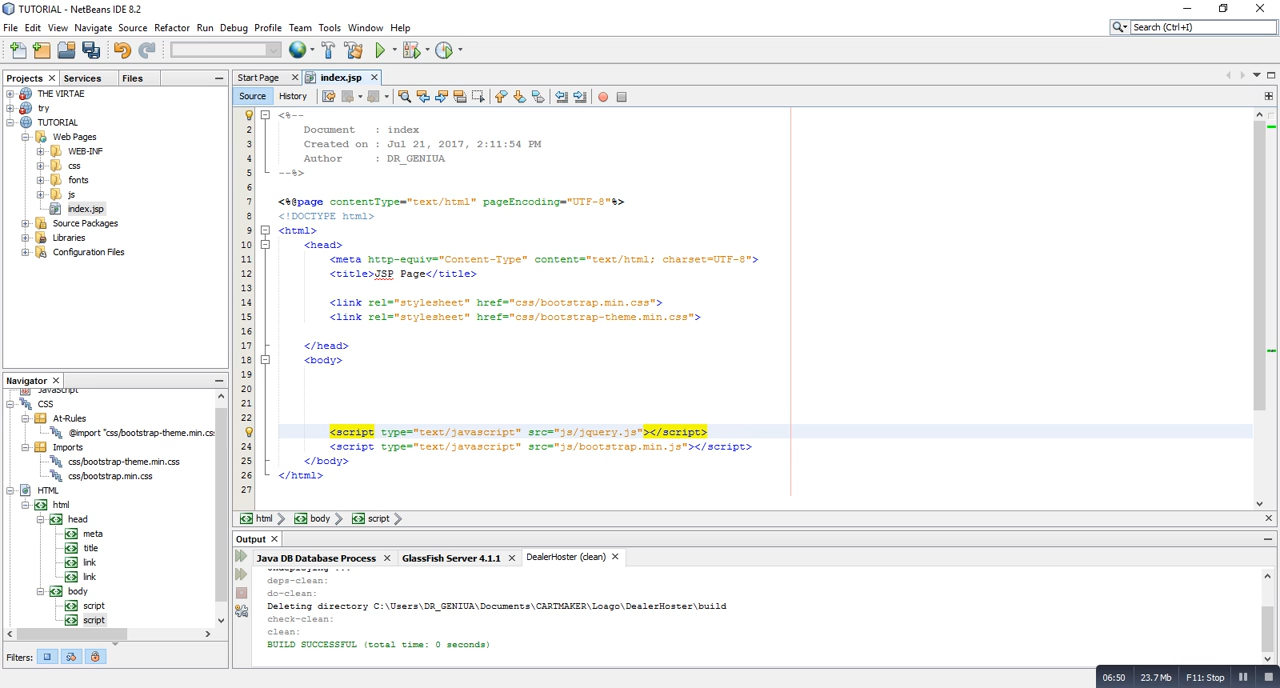 TUTORIAL - NetBeans IDE 8.2
File Edit View Navigate Source Refactor Run Debug Profile Team Tools Window Help
Search (Ctrl+I)
Projects Services Files
THE VIRTAE
try
TUTORIAL
Web Pages
WEB-INF
css
fonts
js
index.jsp
Source Packages
Libraries
Configuration Files
Navigator
JavaScript
CSS
At-Rules
@import "css/bootstrap-theme.min.css
Imports
css/bootstrap-theme.min.css
css/bootstrap.min.css
HTML
html
head
meta
title
link
link
body
script
script
Filters:
Start Page index.jsp
Source History
<%--
2 Document : index
3 Created on : Jul 21, 2017, 2:11:54 PM
4 Author : DR_GENIUA
5 --%>
6
7 <%@page contentType="text/html" pageEncoding="UTF-8"%>
8 <!DOCTYPE html>
9 <html>
10 <head>
11 <meta http-equiv="Content-Type" content="text/html; charset=UTF-8">
12 <title>JSP Page</title>
13
14 <link rel="stylesheet" href="css/bootstrap.min.css">
15 <link rel="stylesheet" href="css/bootstrap-theme.min.css">
16
17 </head>
18 <body>
19
20
21
22
<script type="text/javascript" src="js/jquery.js"></script>
24 <script type="text/javascript" src="js/bootstrap.min.js"></script>
25 </body>
26 </html>
27
html body script
Output
Java DB Database Process GlassFish Server 4.1.1 DealerHoster (clean)
Undeploying ...
deps-clean:
do-clean:
Deleting directory C:\Users\DR_GENIUA\Documents\CARTMAKER\Loago\DealerHoster\build
check-clean:
clean:
BUILD SUCCESSFUL (total time: 0 seconds)
06:50 23.7 Mb F11: Stop